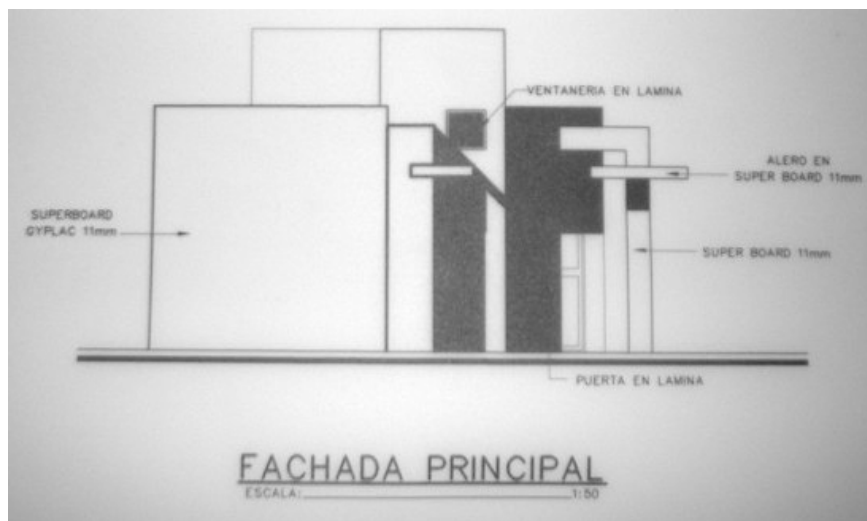 VENTANERIA EN LAMINA
ALERO EN
SUPER BOARD 11mm
SUPERBOARD
GYPLAC 11mm
SUPER BOARD 11mm
PUERTA EN LAMINA
FACHADA PRINCIPAL
ESCALA: 1:50